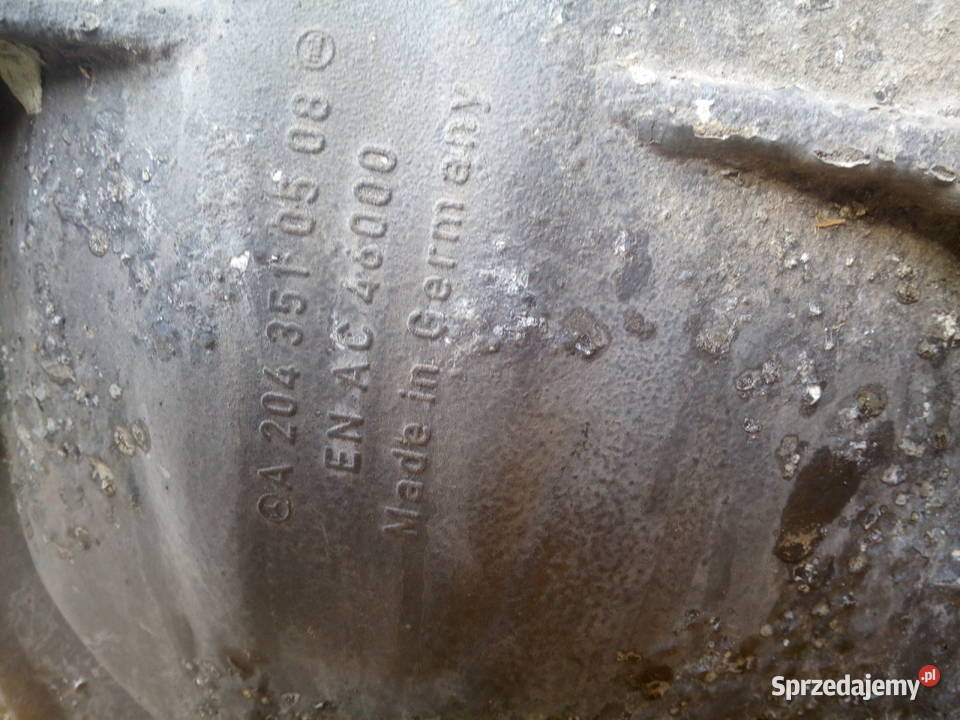 A 204 351 05 08
EN AC 46000
Made in Germany
Sprzedajemy.pl